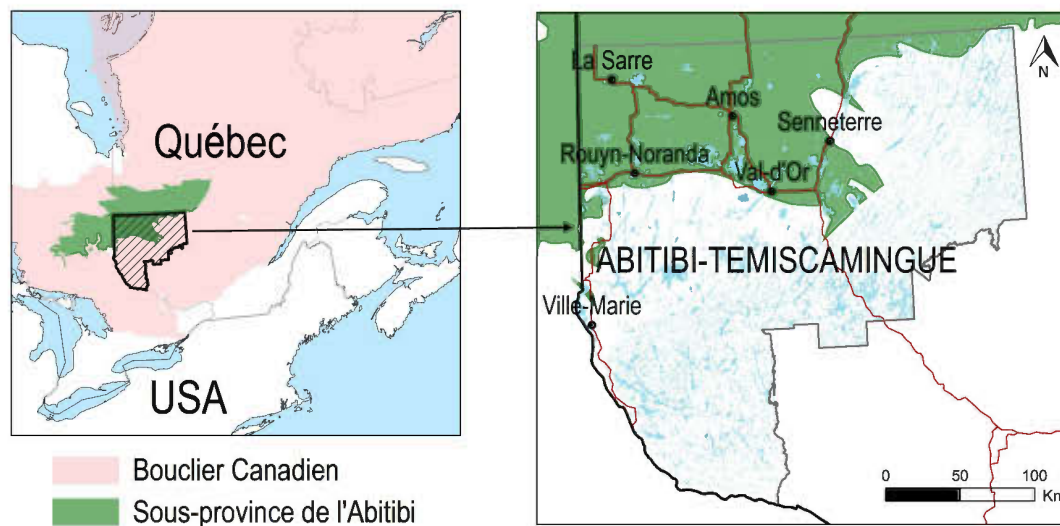 Québec
USA
Bouclier Canadien
Sous-province de l'Abitibi
N
La Sarre
Amos
Senneterre
Rouyn-Noranda
Val-d'Or
ABITIBI-TEMISCAMINGUE
Ville-Marie
0 50 100
Km